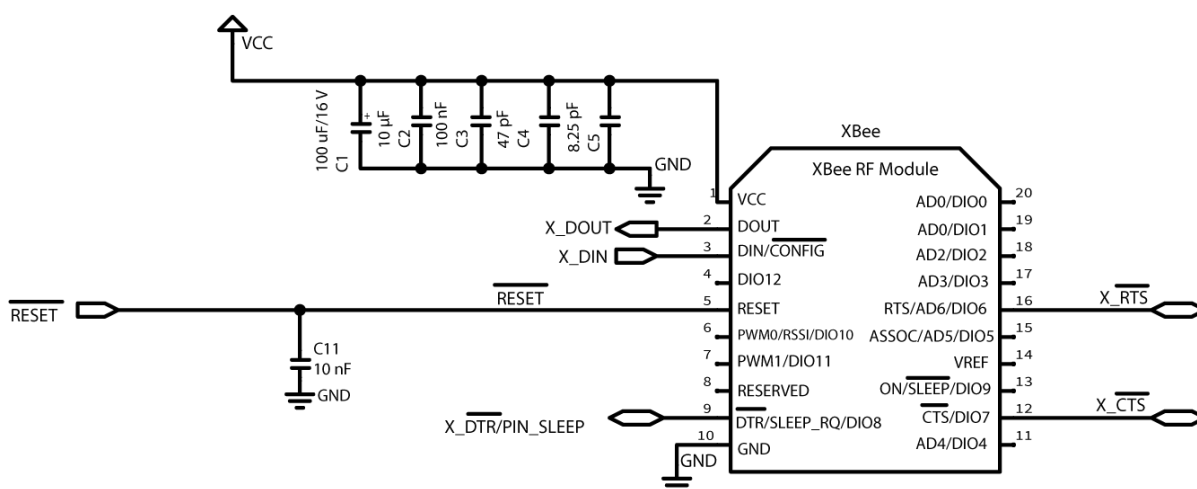 VCC
100 uF/16 V
C1
10 µF
C2
100 nF
C3
47 pF
C4
8.25 pF
C5
+
GND
XBee
XBee RF Module
1 VCC
X_DOUT 2 DOUT
X_DIN 3 DIN/CONFIG
4 DIO12
RESET RESET 5 RESET
6 PWM0/RSSI/DIO10
7 PWM1/DIO11
8 RESERVED
X_DTR/PIN_SLEEP 9 DTR/SLEEP_RQ/DIO8
10 GND
GND
C11
10 nF
GND
AD0/DIO0 20
AD0/DIO1 19
AD2/DIO2 18
AD3/DIO3 17
RTS/AD6/DIO6 16 X_RTS
ASSOC/AD5/DIO5 15
VREF 14
ON/SLEEP/DIO9 13
CTS/DIO7 12 X_CTS
AD4/DIO4 11